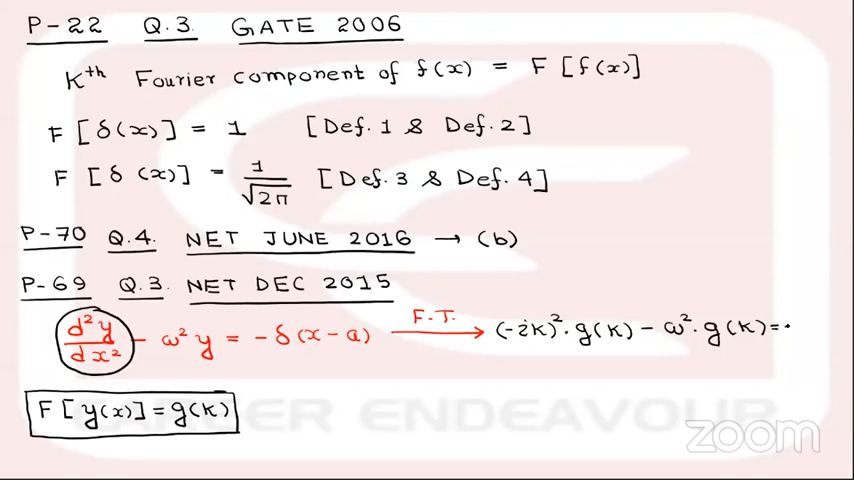 P-22 Q.3. GATE 2006
Kth Fourier component of f(x) = F [f(x)]
F [δ(x)] = 1 [Def. 1 & Def. 2]
F [δ(x)] = 1/√2π [Def. 3 & Def. 4]
P-70 Q.4. NET JUNE 2016 → (b)
P-69 Q.3. NET DEC 2015
d²y/dx² - ω²y = -δ(x-a) F.T. → (-ik)²·g(k) - ω²·g(k) = -
F [y(x)] = g(k)
CAREER ENDEAVOUR
zoom